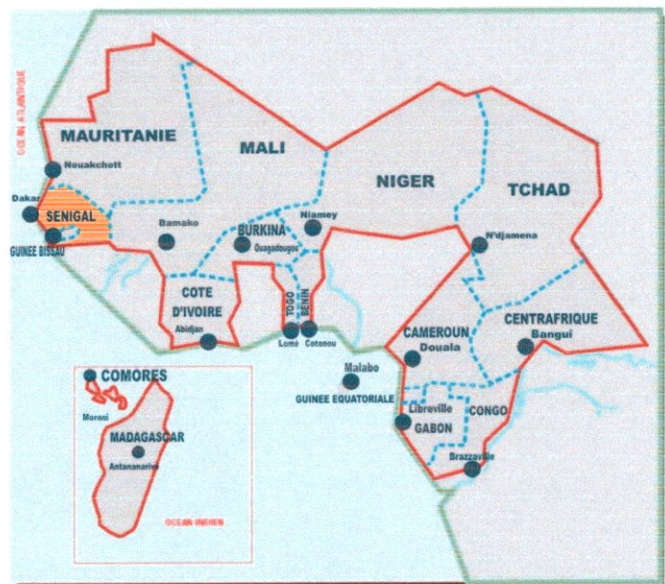 OCEAN ATLANTIQUE
MAURITANIE
MALI
Nouakchott
NIGER
TCHAD
Dakar
SENIGAL
Bamako
BURKINA
Ouagadougou
Niamey
GUINEE BISSAU
N'djamena
COTE
D'IVOIRE
TOGO
BENIN
Abidjan
Lomé
Cotonou
CAMEROUN
Douala
CENTRAFRIQUE
Bangui
COMORES
Malabo
GUINEE EQUATORIALE
Moroni
Libreville
GABON
CONGO
MADAGASCAR
Antananarivo
Brazzaville
OCEAN INDIEN